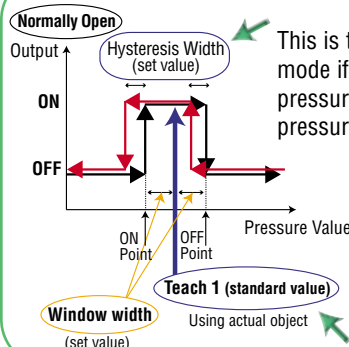 Normally Open
Output
Hysteresis Width
(set value)
This is t
mode if
pressur
pressur
ON
OFF
Pressure Value
ON
Point
OFF
Point
Teach 1 (standard value)
Using actual object
Window width
(set value)